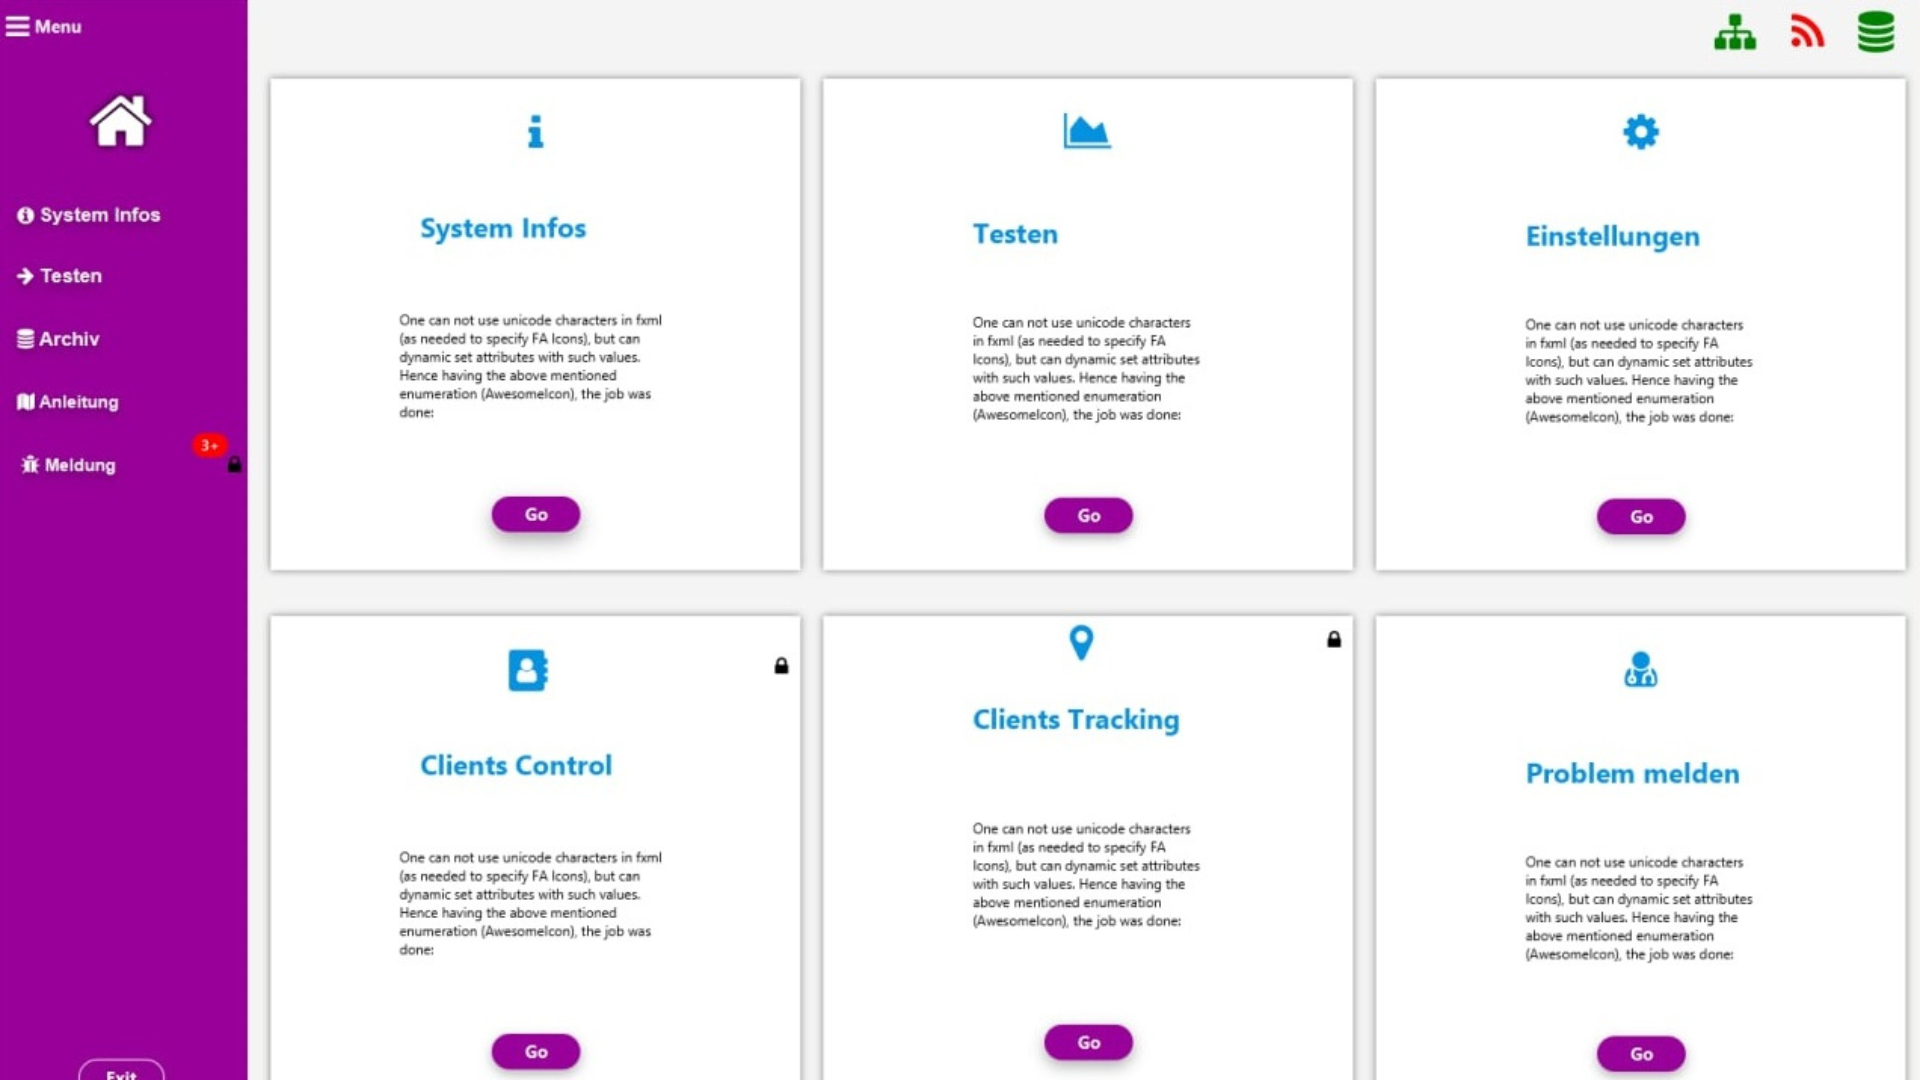 Menu
System Infos
Testen
Archiv
Anleitung
3+
Meldung
Exit
System Infos
One can not use unicode characters in fxml
(as needed to specify FA Icons), but can
dynamic set attributes with such values.
Hence having the above mentioned
enumeration (AwesomeIcon), the job was
done:
Go
Testen
One can not use unicode characters
in fxml (as needed to specify FA
Icons), but can dynamic set attributes
with such values. Hence having the
above mentioned enumeration
(AwesomeIcon), the job was done:
Go
Einstellungen
One can not use unicode characters
in fxml (as needed to specify FA
Icons), but can dynamic set attributes
with such values. Hence having the
above mentioned enumeration
(AwesomeIcon), the job was done:
Go
Clients Control
One can not use unicode characters in fxml
(as needed to specify FA Icons), but can
dynamic set attributes with such values.
Hence having the above mentioned
enumeration (AwesomeIcon), the job was
done:
Go
Clients Tracking
One can not use unicode characters
in fxml (as needed to specify FA
Icons), but can dynamic set attributes
with such values. Hence having the
above mentioned enumeration
(AwesomeIcon), the job was done:
Go
Problem melden
One can not use unicode characters
in fxml (as needed to specify FA
Icons), but can dynamic set attributes
with such values. Hence having the
above mentioned enumeration
(AwesomeIcon), the job was done:
Go